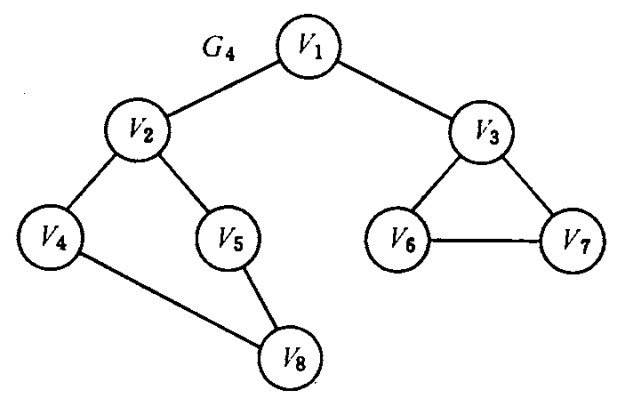 G₄ V₁
V₂ V₃
V₄ V₅ V₆ V₇
V₈